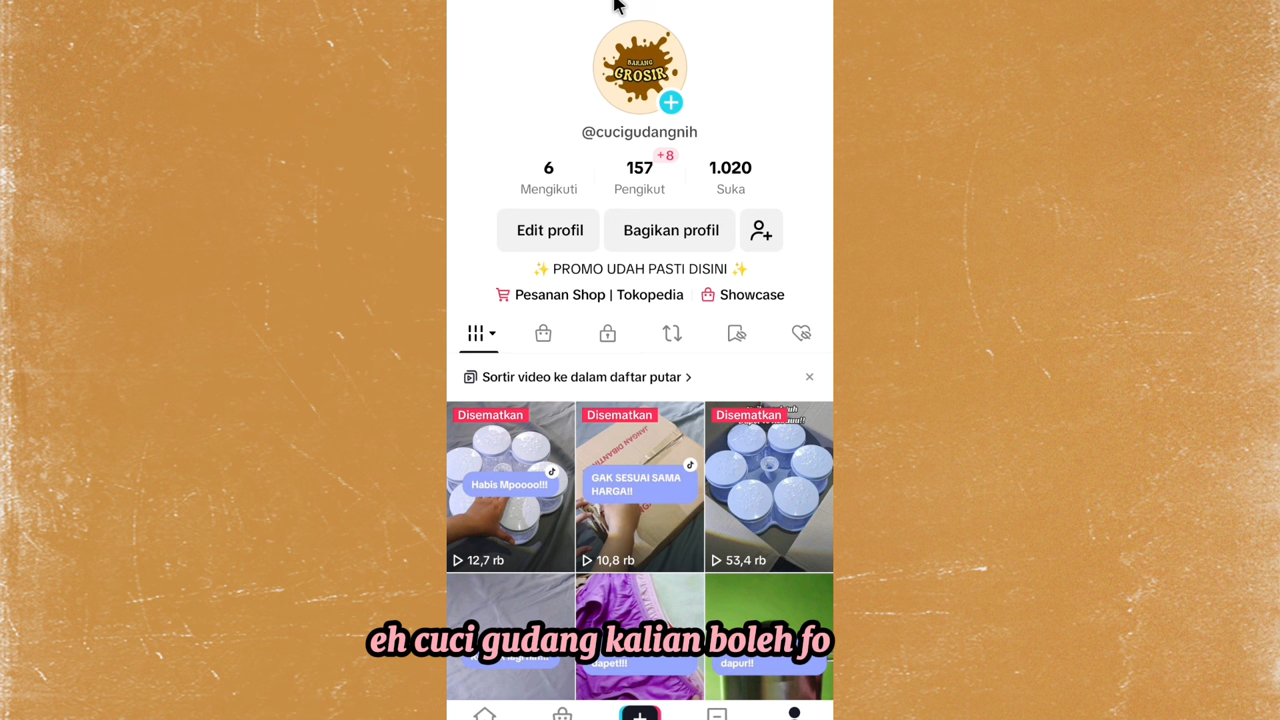 BARANG
GROSIR
@cucigudangnih
6
157
+8
1.020
Mengikuti
Pengikut
Suka
Edit profil
Bagikan profil
✨ PROMO UDAH PASTI DISINI ✨
Pesanan Shop | Tokopedia
Showcase
Sortir video ke dalam daftar putar >
Disematkan
Habis Mpoooo!!!
12,7 rb
Disematkan
JANGAN DIBANTING
GAK SESUAI SAMA
HARGA!!
10,8 rb
Disematkan
53,4 rb
eh cuci gudang kalian boleh fo
dapet!!!
dapur!!